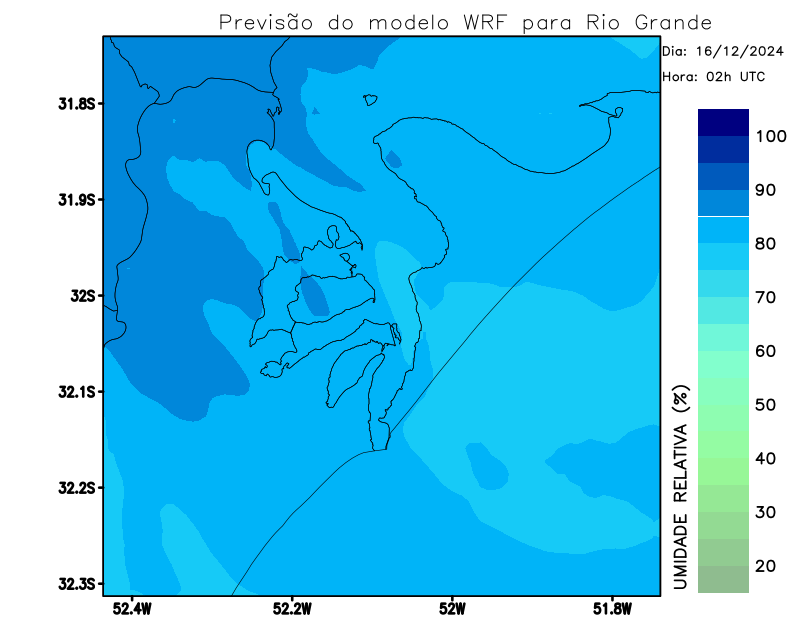 Previsão do modelo WRF para Rio Grande
Dia: 16/12/2024
Hora: 02h UTC
31.8S
31.9S
32S
32.1S
32.2S
32.3S
52.4W
52.2W
52W
51.8W
100
90
80
70
60
50
40
30
20
UMIDADE RELATIVA (%)